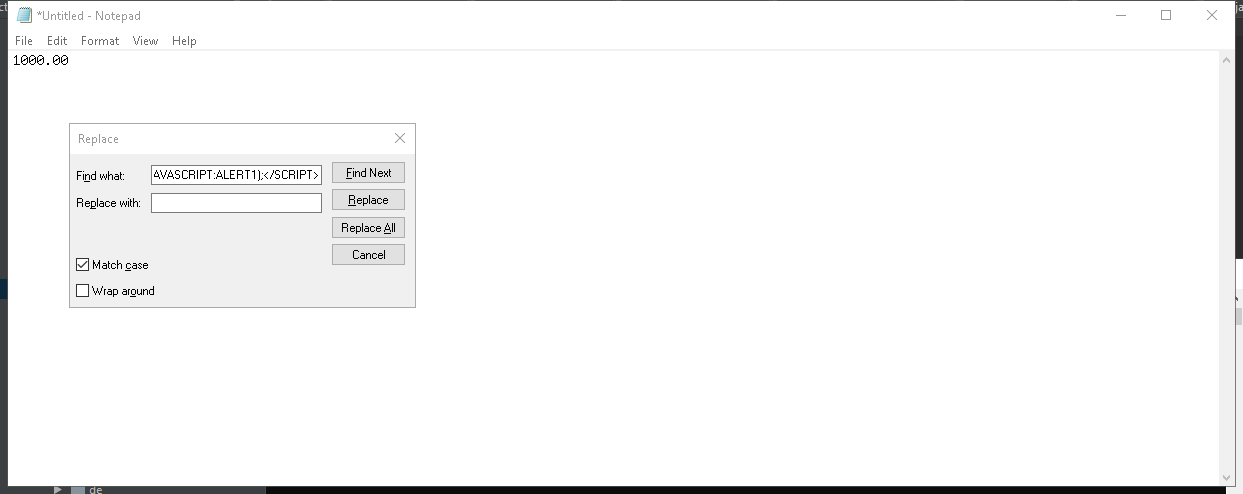 *Untitled - Notepad
File Edit Format View Help
1000.00
Replace
Find what: AVASCRIPT:ALERT1);</SCRIPT> Find Next
Replace with: Replace
Replace All
Cancel
Match case
Wrap around
de